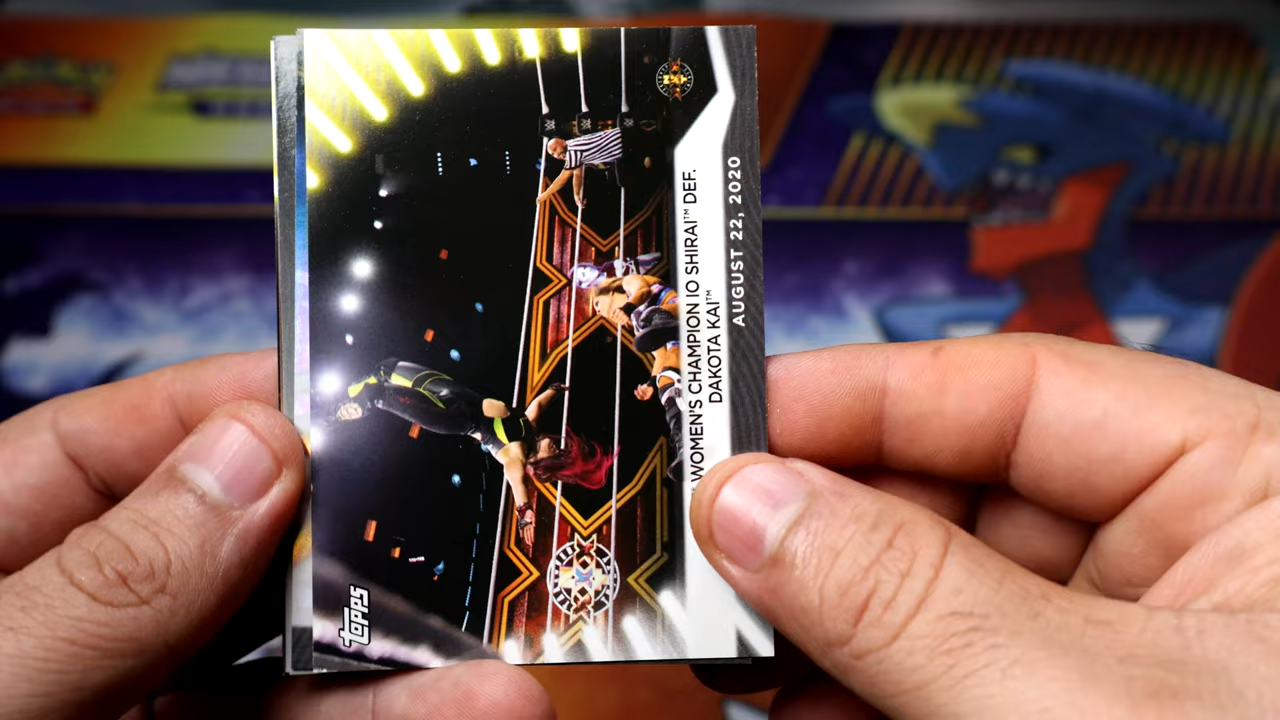 WOMEN'S CHAMPION IO SHIRAI™ DEF.
DAKOTA KAI™
AUGUST 22, 2020
topps